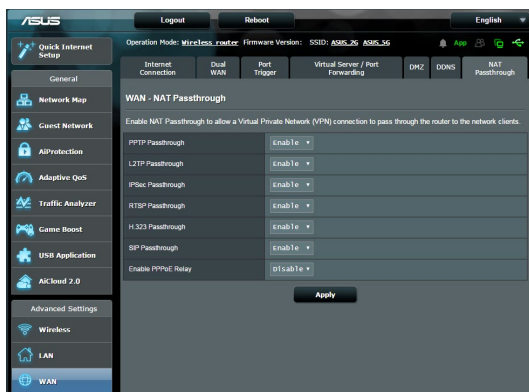 ASUS
Logout
Reboot
English
Quick Internet
Setup
Operation Mode: Wireless router Firmware Version: SSID: ASUS_2G ASUS_5G
App
Internet
Connection
Dual
WAN
Port
Trigger
Virtual Server / Port
Forwarding
DMZ
DDNS
NAT
Passthrough
General
Network Map
Guest Network
AiProtection
Adaptive QoS
Traffic Analyzer
Game Boost
USB Application
AiCloud 2.0
Advanced Settings
Wireless
LAN
WAN
WAN - NAT Passthrough
Enable NAT Passthrough to allow a Virtual Private Network (VPN) connection to pass through the router to the network clients.
PPTP Passthrough Enable
L2TP Passthrough Enable
IPSec Passthrough Enable
RTSP Passthrough Enable
H.323 Passthrough Enable
SIP Passthrough Enable
Enable PPPoE Relay Disable
Apply